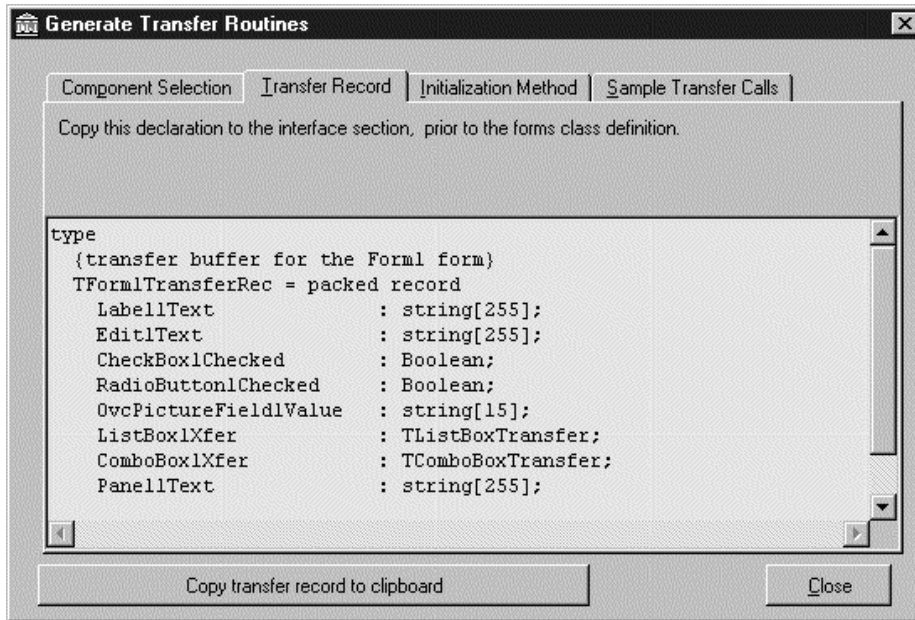 Generate Transfer Routines
Component Selection Transfer Record Initialization Method Sample Transfer Calls
Copy this declaration to the interface section, prior to the forms class definition.
type
{transfer buffer for the Form1 form}
TForm1TransferRec = packed record
Label1Text : string[255];
Edit1Text : string[255];
CheckBox1Checked : Boolean;
RadioButton1Checked : Boolean;
OvcPictureField1Value : string[15];
ListBox1Xfer : TListBoxTransfer;
ComboBox1Xfer : TComboBoxTransfer;
Panel1Text : string[255];
Copy transfer record to clipboard Close